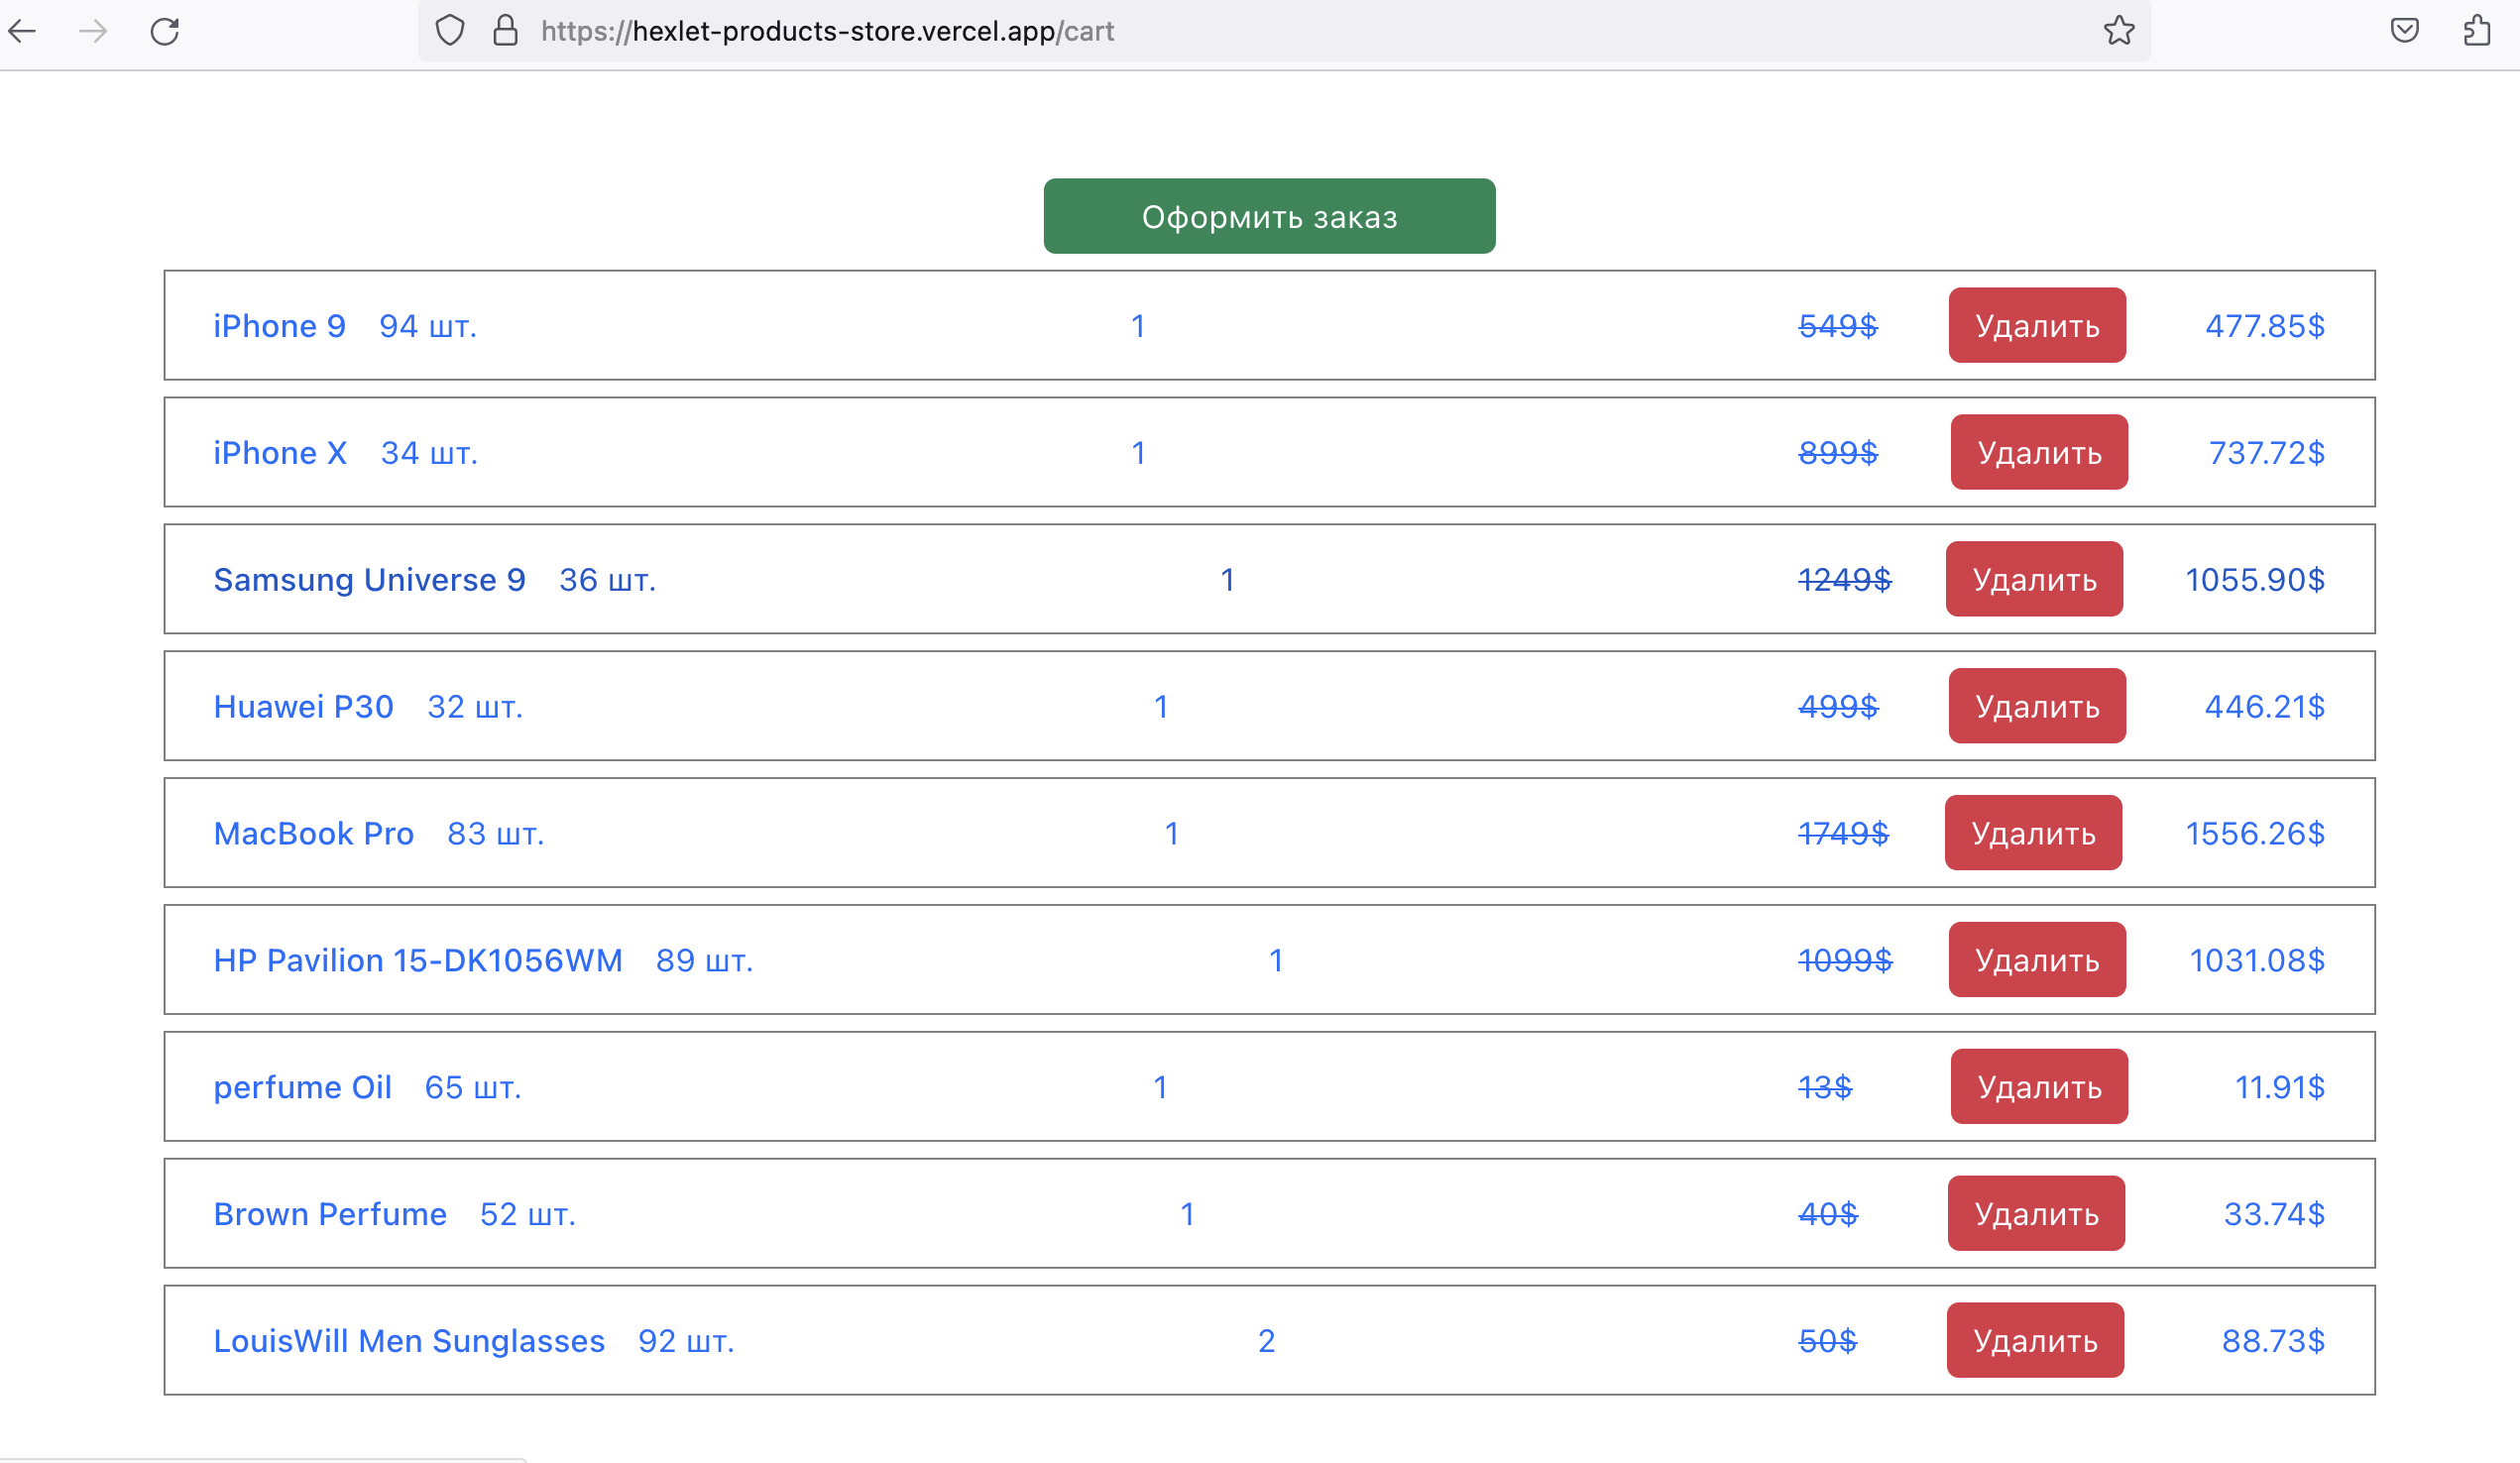 https://hexlet-products-store.vercel.app/cart
Оформить заказ
iPhone 9 94 шт. 1 549$ Удалить 477.85$
iPhone X 34 шт. 1 899$ Удалить 737.72$
Samsung Universe 9 36 шт. 1 1249$ Удалить 1055.90$
Huawei P30 32 шт. 1 499$ Удалить 446.21$
MacBook Pro 83 шт. 1 1749$ Удалить 1556.26$
HP Pavilion 15-DK1056WM 89 шт. 1 1099$ Удалить 1031.08$
perfume Oil 65 шт. 1 13$ Удалить 11.91$
Brown Perfume 52 шт. 1 40$ Удалить 33.74$
LouisWill Men Sunglasses 92 шт. 2 50$ Удалить 88.73$